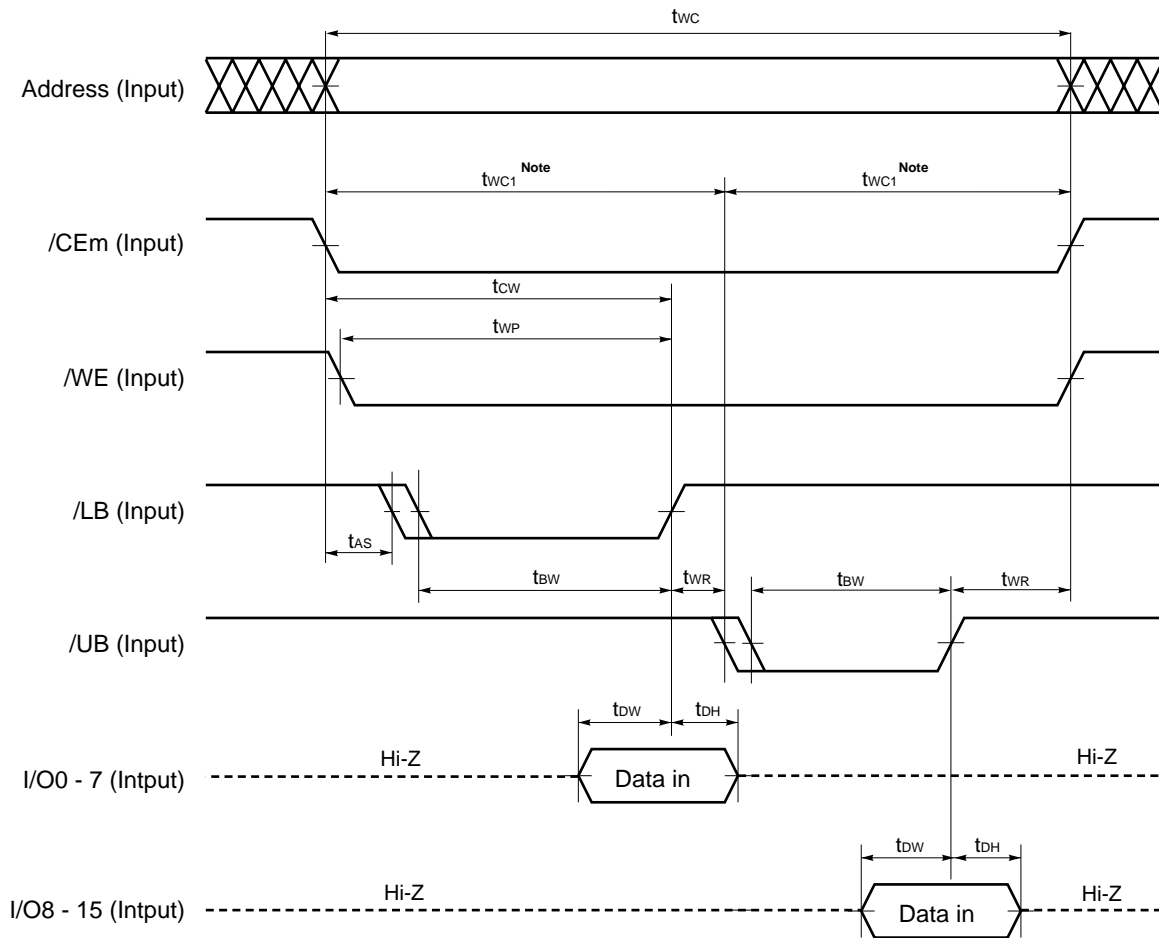 tWC
Address (Input)
tWC1 Note tWC1 Note
/CEm (Input)
tCW
tWP
/WE (Input)
/LB (Input)
tAS
tBW tWR tBW tWR
/UB (Input)
tDW tDH
Hi-Z Hi-Z
I/O0 - 7 (Intput) Data in
tDW tDH
Hi-Z Hi-Z
I/O8 - 15 (Intput) Data in